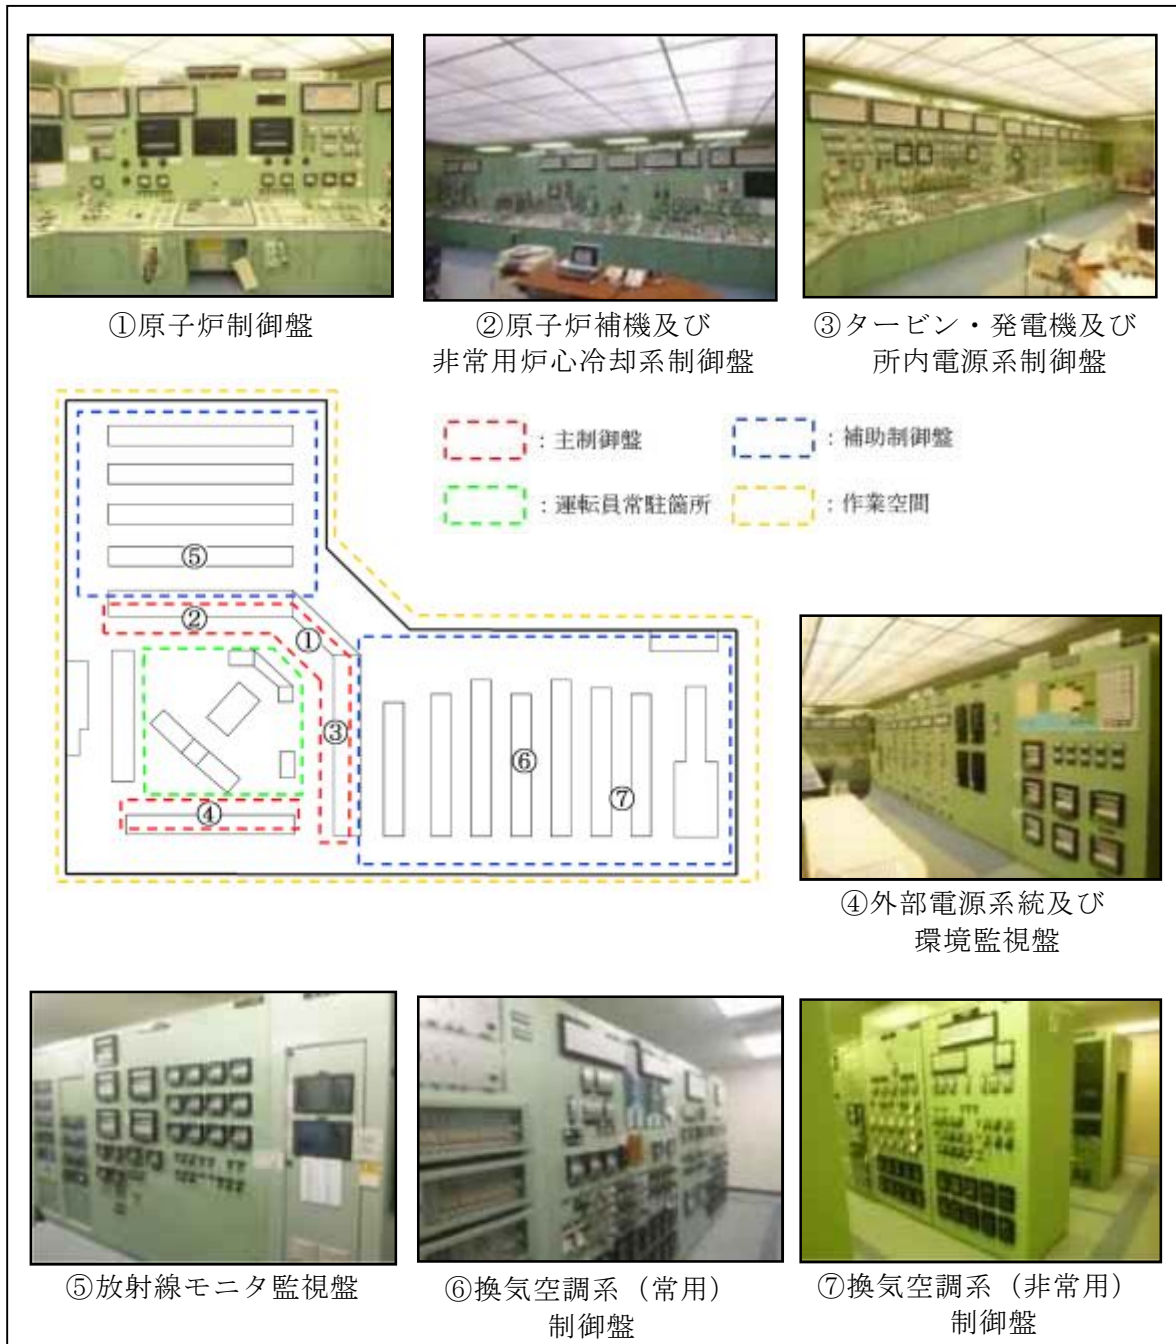 ①原子炉制御盤
②原子炉補機及び
非常用炉心冷却系制御盤
③タービン・発電機及び
所内電源系制御盤
：主制御盤
：補助制御盤
：運転員常駐箇所
：作業空間
⑤
②
①
③
⑥
⑦
④
④外部電源系統及び
環境監視盤
⑤放射線モニタ監視盤
⑥換気空調系（常用）
制御盤
⑦換気空調系（非常用）
制御盤